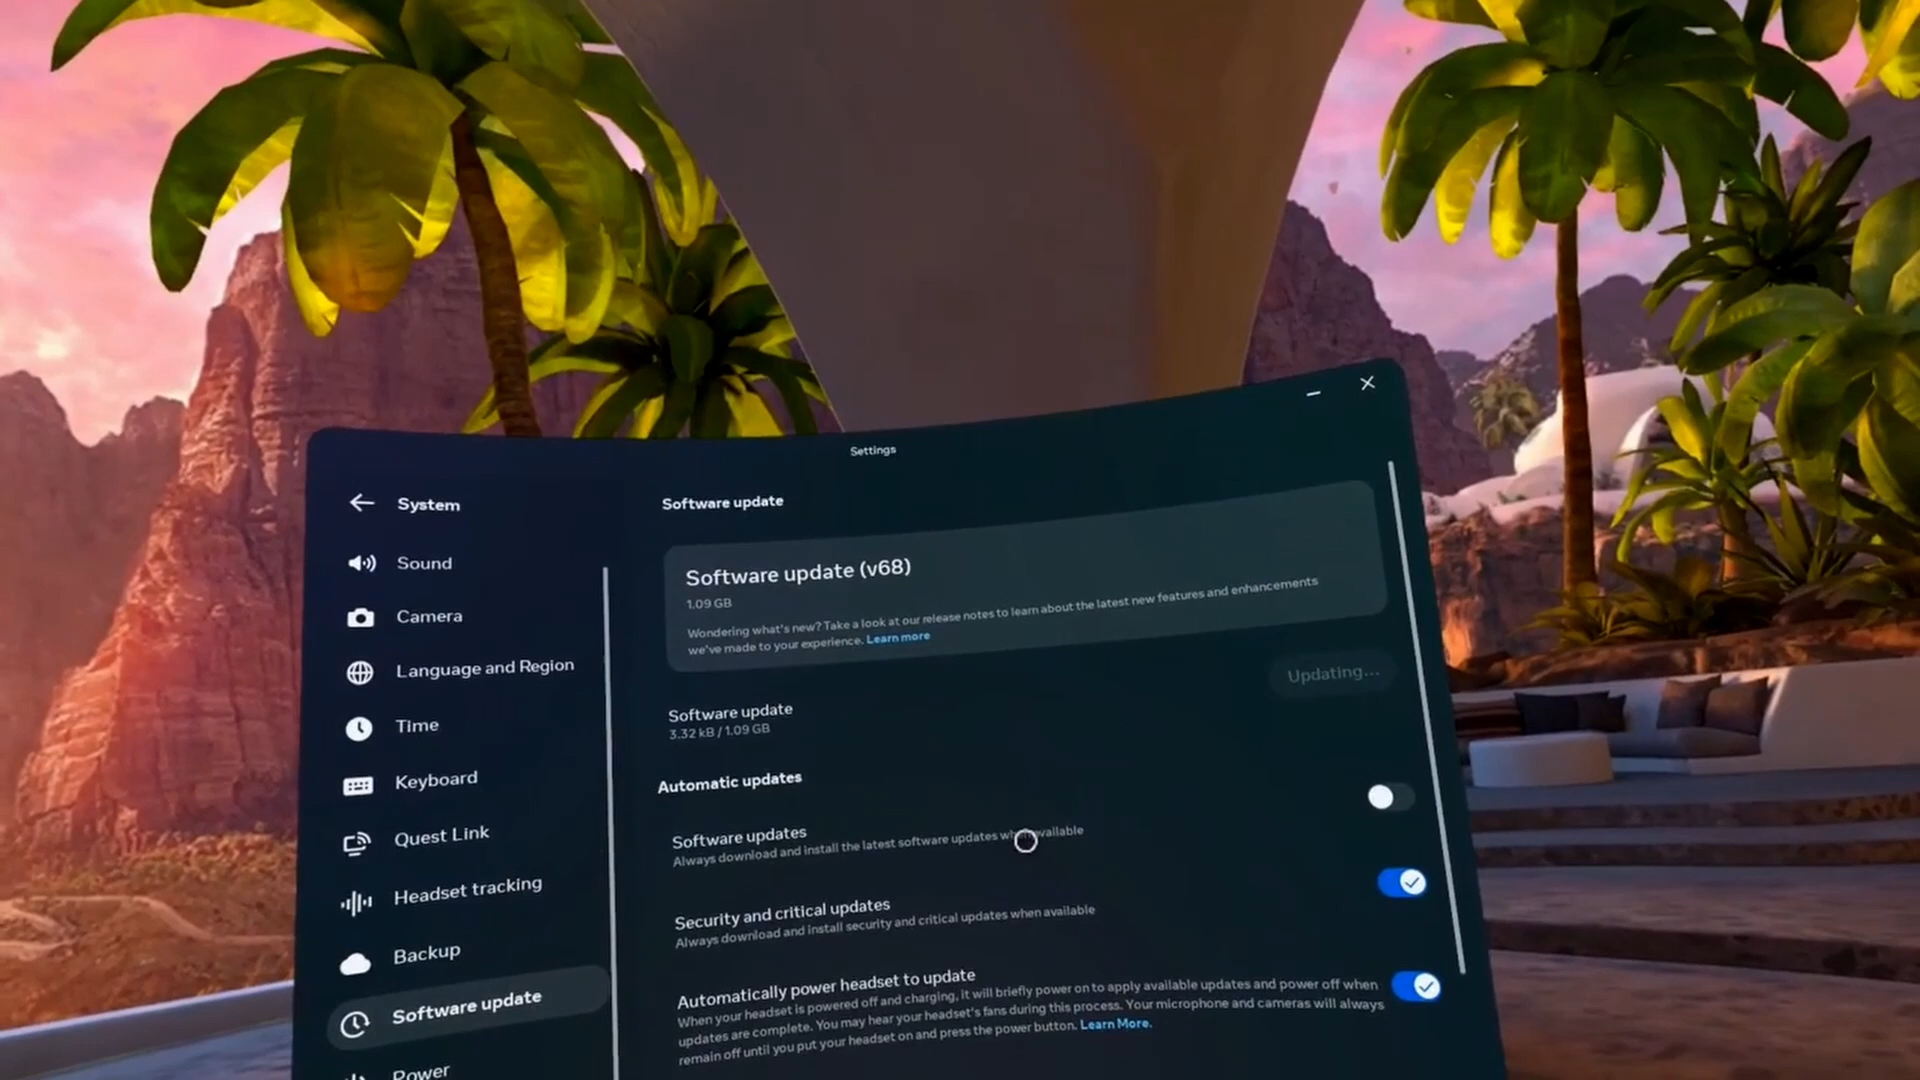 Settings
System
Sound
Camera
Language and Region
Time
Keyboard
Quest Link
Headset tracking
Backup
Software update
Power
Software update
Software update (v68)
1.09 GB
Wondering what's new? Take a look at our release notes to learn about the latest new features and enhancements
we've made to your experience. Learn more
Updating...
Software update
3.32 kB / 1.09 GB
Automatic updates
Software updates
Always download and install the latest software updates when available
Security and critical updates
Always download and install security and critical updates when available
Automatically power headset to update
When your headset is powered off and charging, it will briefly power on to apply available updates and power off when
updates are complete. You may hear your headset's fans during this process. Your microphone and cameras will always
remain off until you put your headset on and press the power button. Learn More.